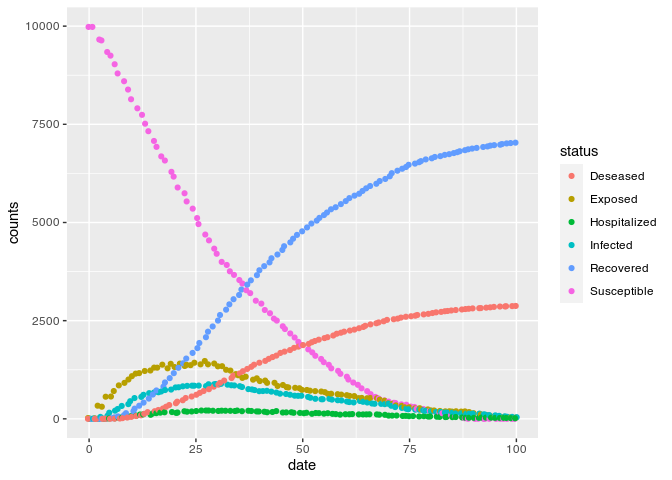 10000
7500
5000
2500
0
counts
0 25 50 75 100
date
status
Deseased
Exposed
Hospitalized
Infected
Recovered
Susceptible